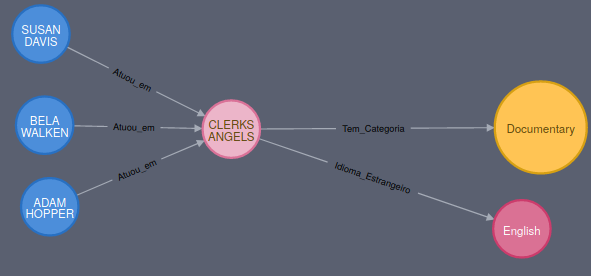 SUSAN
DAVIS
Atuou_em
BELA
WALKEN
Atuou_em
ADAM
HOPPER
Atuou_em
CLERKS
ANGELS
Tem_Categoria
Documentary
Idioma_Estrangeiro
English